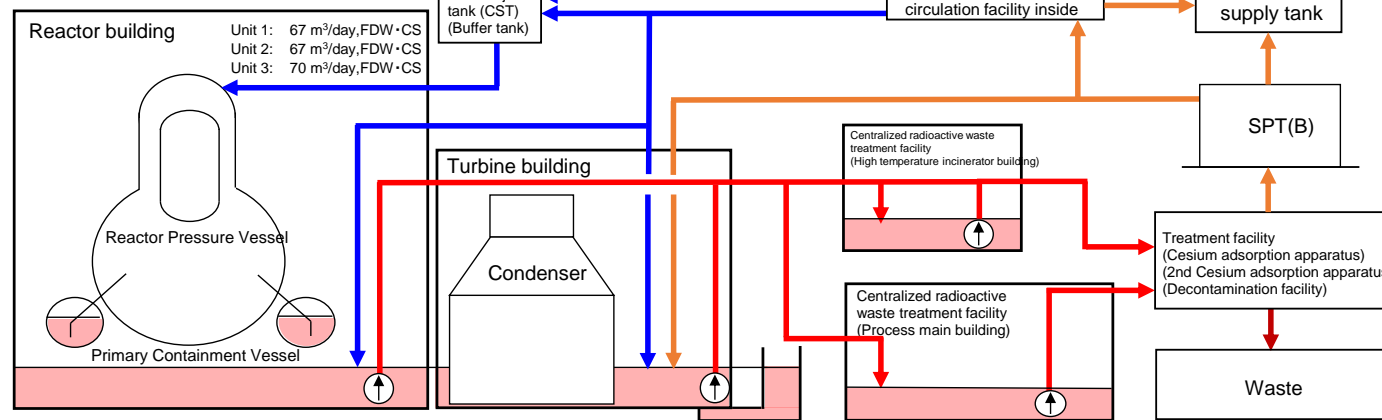 tank (CST)
(Buffer tank)
circulation facility inside
supply tank
Reactor building
Unit 1: 67 m³/day,FDW・CS
Unit 2: 67 m³/day,FDW・CS
Unit 3: 70 m³/day,FDW・CS
SPT(B)
Centralized radioactive waste
treatment facility
(High temperature incinerator building)
Turbine building
Reactor Pressure Vessel
Condenser
Treatment facility
(Cesium adsorption apparatus)
(2nd Cesium adsorption apparatus
(Decontamination facility)
Centralized radioactive
waste treatment facility
(Process main building)
Primary Containment Vessel
Waste